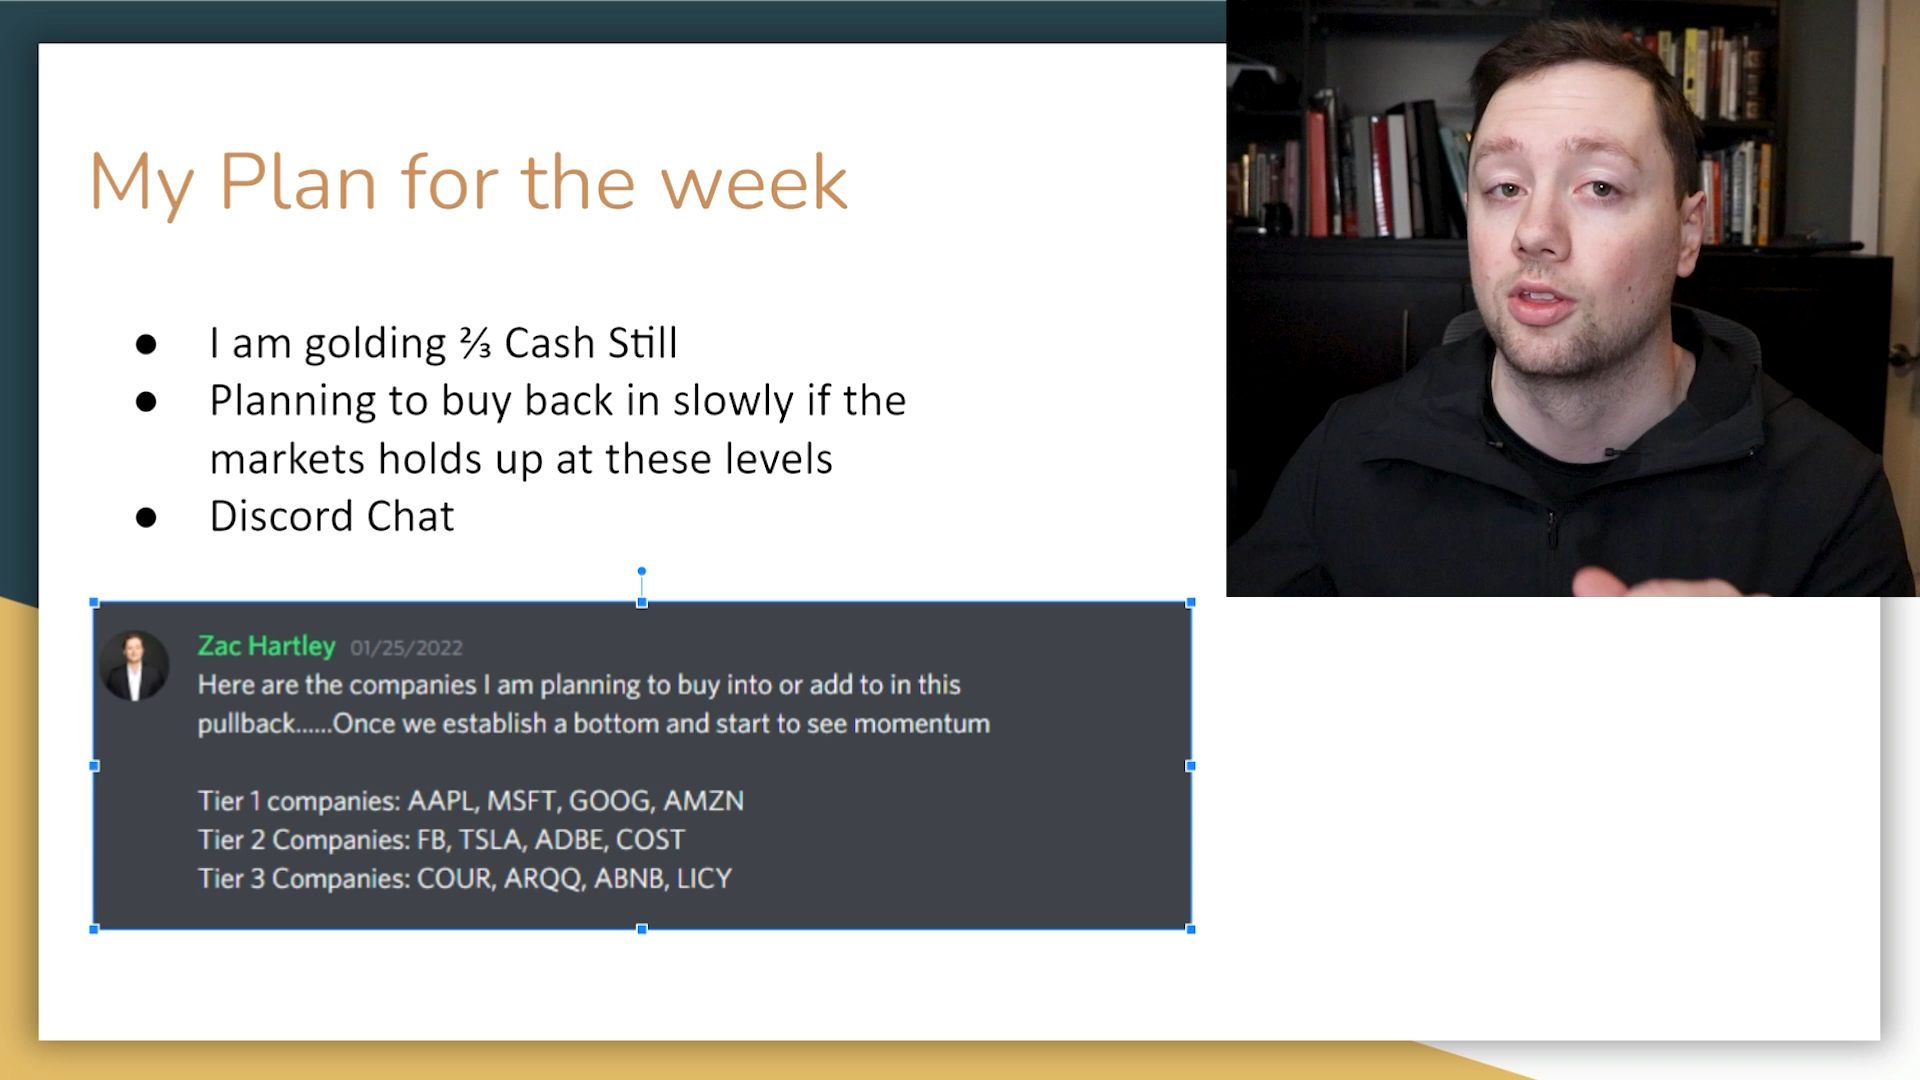 My Plan for the week
● I am golding ⅔ Cash Still
● Planning to buy back in slowly if the
markets holds up at these levels
● Discord Chat
Zac Hartley 01/25/2022
Here are the companies I am planning to buy into or add to in this
pullback......Once we establish a bottom and start to see momentum
Tier 1 companies: AAPL, MSFT, GOOG, AMZN
Tier 2 Companies: FB, TSLA, ADBE, COST
Tier 3 Companies: COUR, ARQQ, ABNB, LICY